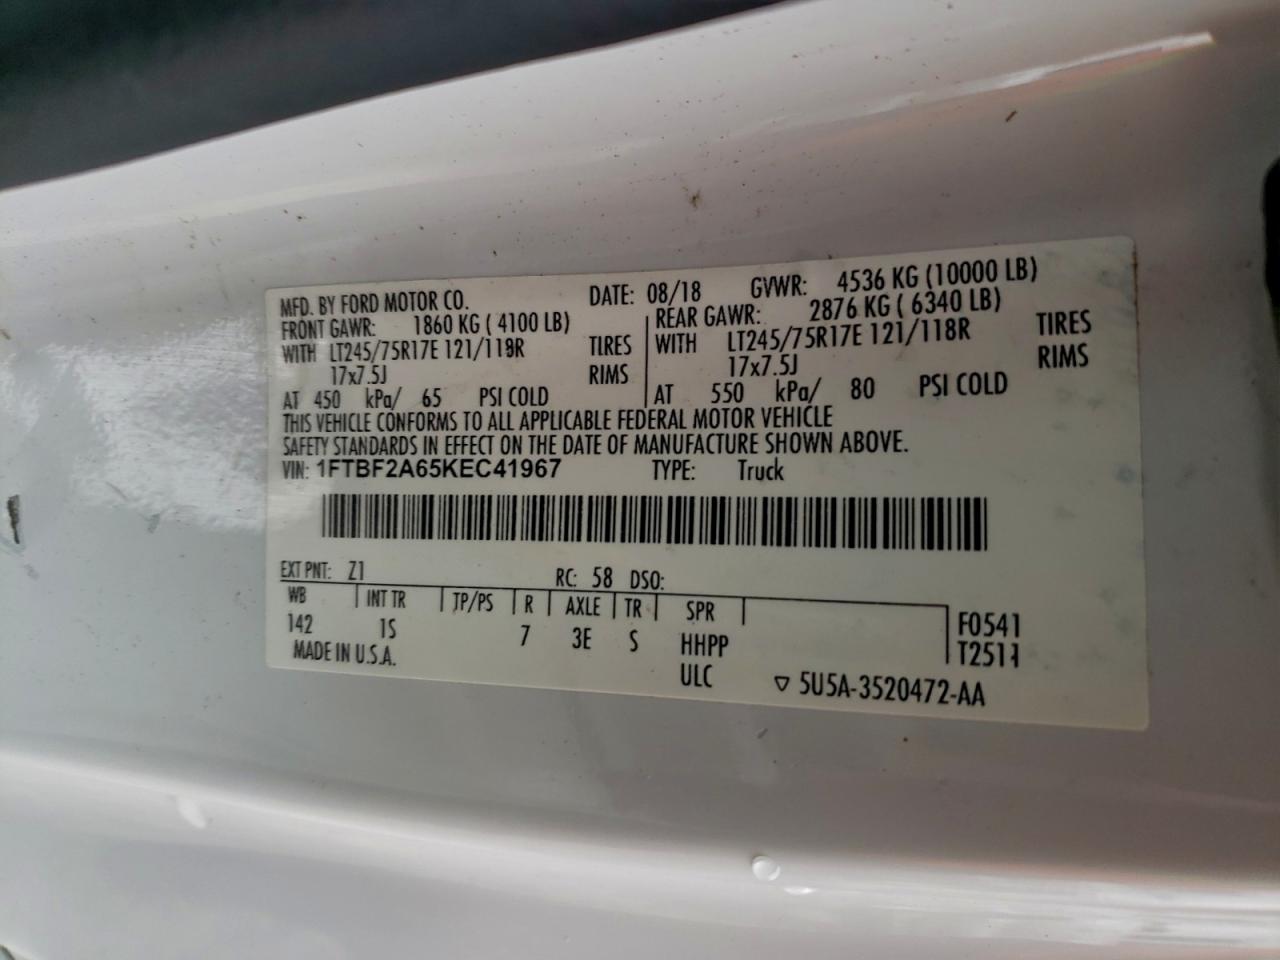 MFD. BY FORD MOTOR CO. DATE: 08/18 GVWR: 4536 KG (10000 LB)
FRONT GAWR: 1860 KG ( 4100 LB) REAR GAWR: 2876 KG ( 6340 LB)
WITH LT245/75R17E 121/118R TIRES WITH LT245/75R17E 121/118R TIRES
17x7.5J RIMS 17x7.5J RIMS
AT 450 kPa/ 65 PSI COLD AT 550 kPa/ 80 PSI COLD
THIS VEHICLE CONFORMS TO ALL APPLICABLE FEDERAL MOTOR VEHICLE
SAFETY STANDARDS IN EFFECT ON THE DATE OF MANUFACTURE SHOWN ABOVE.
VIN: 1FTBF2A65KEC41967 TYPE: Truck
EXT PNT: Z1 RC: 58 DSO:
WB INT TR TP/PS R AXLE TR SPR F0541
142 1S 7 3E S HHPP T2511
MADE IN U.S.A. ULC ▽ 5U5A-3520472-AA